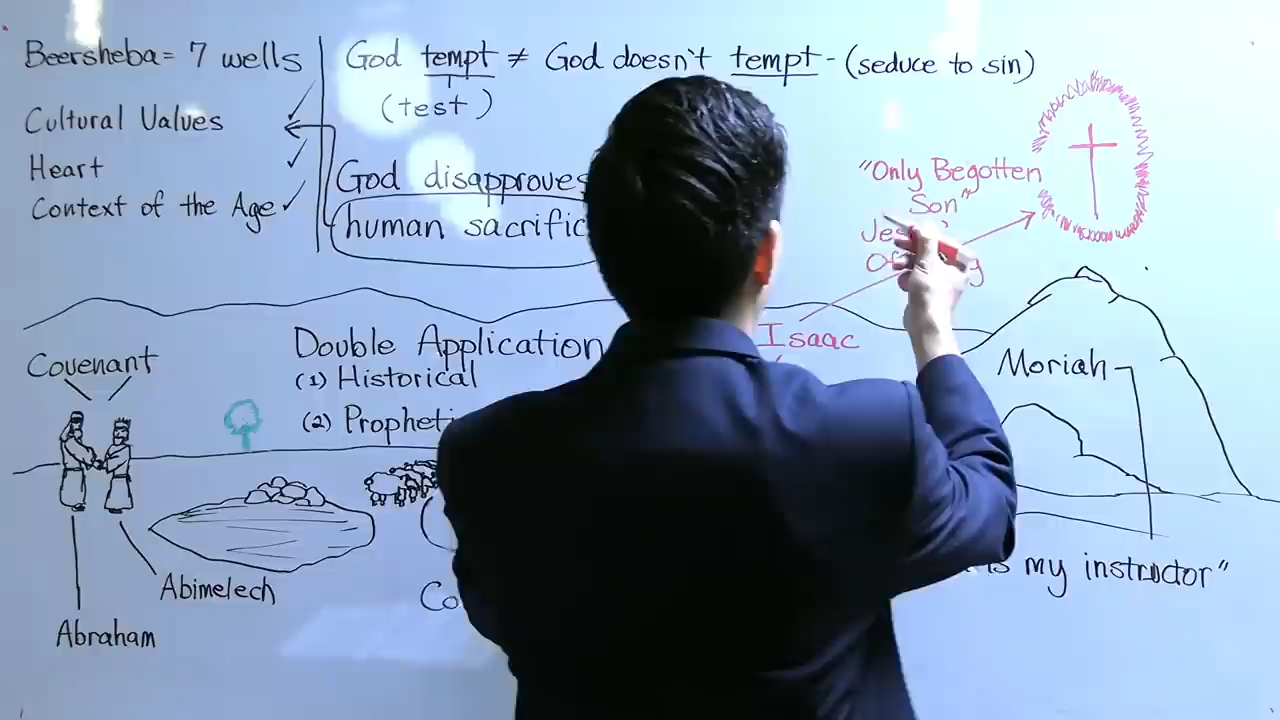 Beersheba = 7 wells
Cultural Values
Heart
Context of the Age
God tempt ≠ God doesn't tempt - (seduce to sin)
(test)
God disapproves
human
"Only Begotten
Son"
Isaac
Double Application
(1) Historical
(2)
Covenant
Moriah
Abimelech
Abraham
is my instructor"